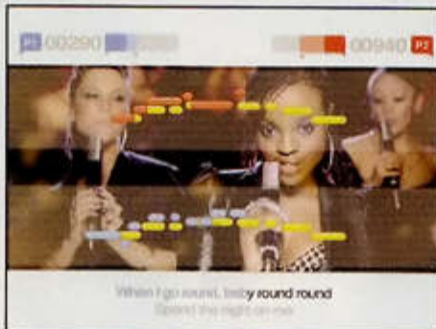 P1 00290 00940 P2
When I go round, baby round round
Spend the night on me